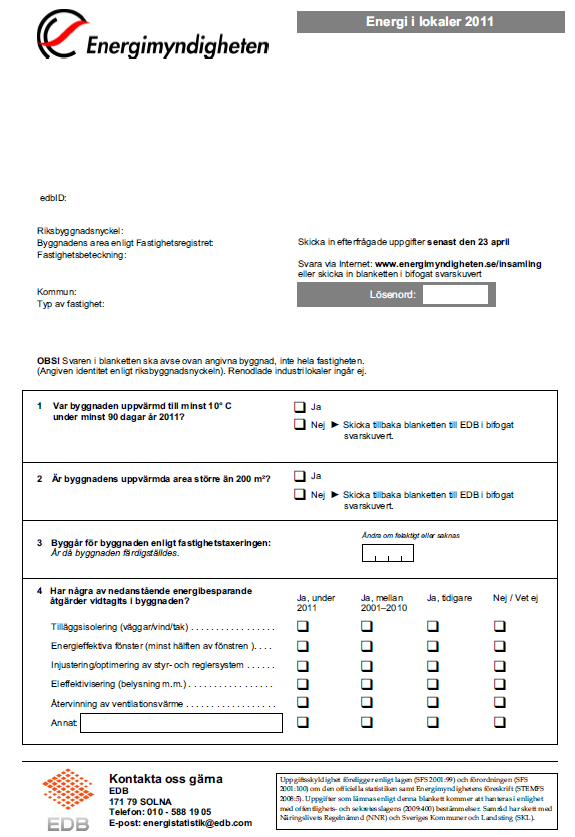 Energimyndigheten
Energi i lokaler 2011
edbID:
Riksbyggnadsnyckel:
Byggnadens area enligt Fastighetsregistret:
Fastighetsbeteckning:
Kommun:
Typ av fastighet:
Skicka in efterfrågade uppgifter senast den 23 april
Svara via Internet: www.energimyndigheten.se/insamling
eller skicka in blanketten i bifogat svarskuvert
Lösenord:
OBS! Svaren i blanketten ska avse ovan angivna byggnad, inte hela fastigheten.
(Angiven identitet enligt riksbyggnadsnyckeln). Renodlade industrilokaler ingår ej.
1 Var byggnaden uppvärmd till minst 10° C
under minst 90 dagar år 2011?
❑ Ja
❑ Nej ► Skicka tillbaka blanketten till EDB i bifogat
svarskuvert.
2 Är byggnadens uppvärmda area större än 200 m²?
❑ Ja
❑ Nej ► Skicka tillbaka blanketten till EDB i bifogat
svarskuvert.
3 Byggår för byggnaden enligt fastighetstaxeringen:
År då byggnaden färdigställdes.
Ändra om felaktigt eller saknas
4 Har några av nedanstående energibesparande
åtgärder vidtagits i byggnaden?
Ja, under
2011
Ja, mellan
2001–2010
Ja, tidigare
Nej / Vet ej
Tilläggsisolering (väggar/vind/tak) . . . . . . . . . . . . . . . . ❑ ❑ ❑ ❑
Energieffektiva fönster (minst hälften av fönstren ). . . . ❑ ❑ ❑ ❑
Injustering/optimering av styr- och reglersystem . . . . . . ❑ ❑ ❑ ❑
Eleffektivisering (belysning m.m.) . . . . . . . . . . . . . . . . ❑ ❑ ❑ ❑
Återvinning av ventilationsvärme . . . . . . . . . . . . . . . . . ❑ ❑ ❑ ❑
Annat: ❑ ❑ ❑ ❑
EDB
Kontakta oss gärna
EDB
171 79 SOLNA
Telefon: 010 - 588 19 05
E-post: energistatistik@edb.com
Uppgiftsskyldighet föreligger enligt lagen (SFS 2001:99) och förordningen (SFS
2001:100) om den officiella statistiken samt Energimyndighetens föreskrift (STEMFS
2008:5). Uppgifter som lämnas enligt denna blankett kommer att hanteras i enlighet
med offentlighets- och sekretesslagens (2009:400) bestämmelser. Samråd har skett med
Näringslivets Regelnämd (NNR) och Sveriges Kommuner och Landsting (SKL).